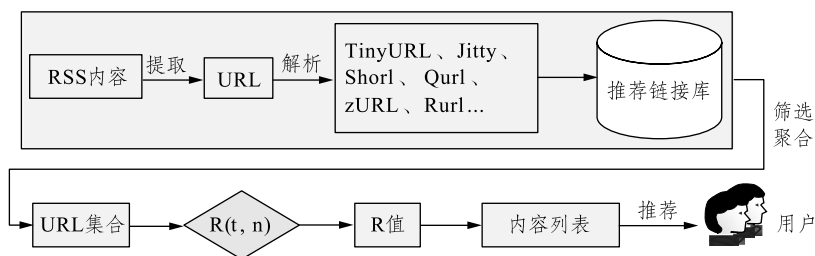 RSS内容
提取
URL
解析
TinyURL、Jitty、
Shorl、Qurl、
zURL、Rurl...
推荐链接库
筛选
聚合
URL集合
R(t, n)
R值
内容列表
推荐
用户